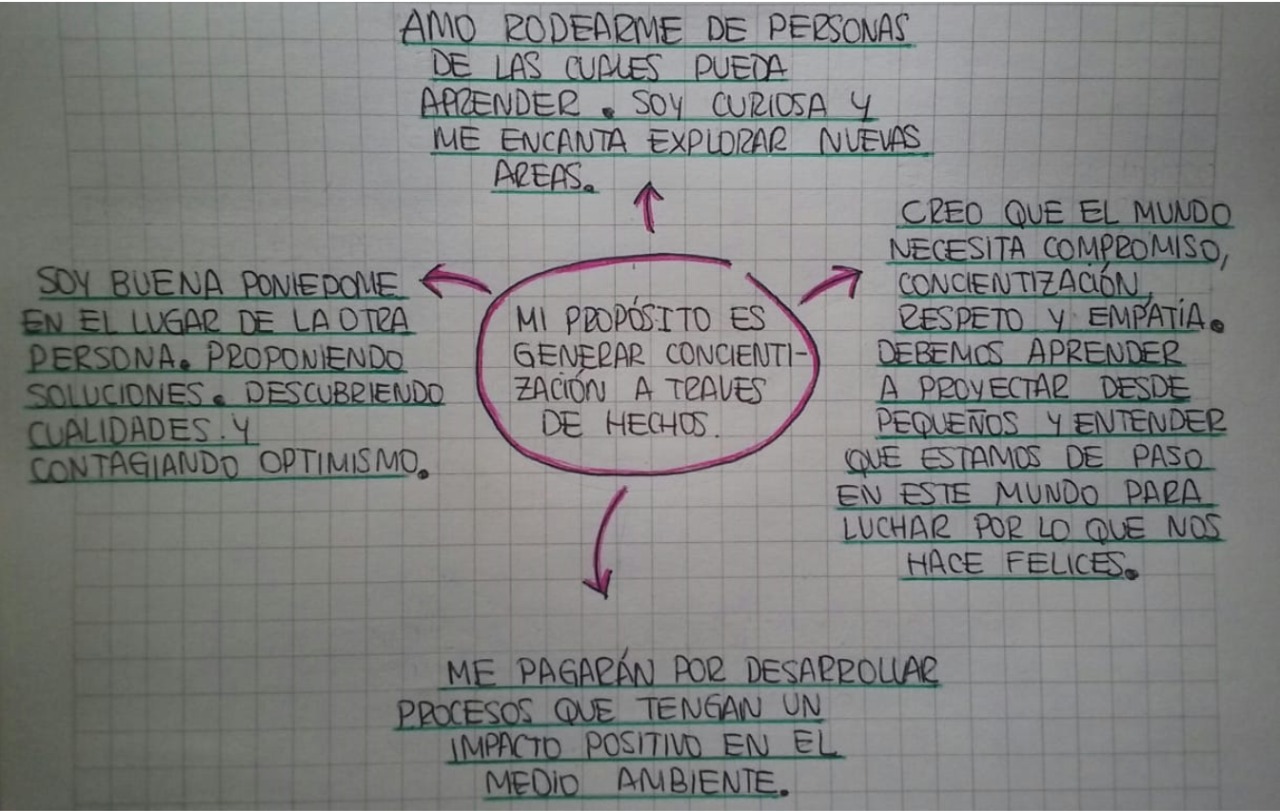 AMO RODEARME DE PERSONAS
DE LAS CUALES PUEDA
APRENDER. SOY CURIOSA Y
ME ENCANTA EXPLORAR NUEVAS
AREAS.
SOY BUENA PONIEDOME
EN EL LUGAR DE LA OTRA
PERSONA. PROPONIENDO
SOLUCIONES. DESCUBRIENDO
CUALIDADES. Y
CONTAGIANDO OPTIMISMO.
MI PROPÓSITO ES
GENERAR CONCIENTI-
ZACIÓN A TRAVES
DE HECHOS.
CREO QUE EL MUNDO
NECESITA COMPROMISO,
CONCIENTIZACIÓN,
RESPETO Y EMPATÍA.
DEBEMOS APRENDER
A PROYECTAR DESDE
PEQUEÑOS Y ENTENDER
QUE ESTAMOS DE PASO
EN ESTE MUNDO PARA
LUCHAR POR LO QUE NOS
HACE FELICES.
ME PAGARÁN POR DESARROLLAR
PROCESOS QUE TENGAN UN
IMPACTO POSITIVO EN EL
MEDIO AMBIENTE.